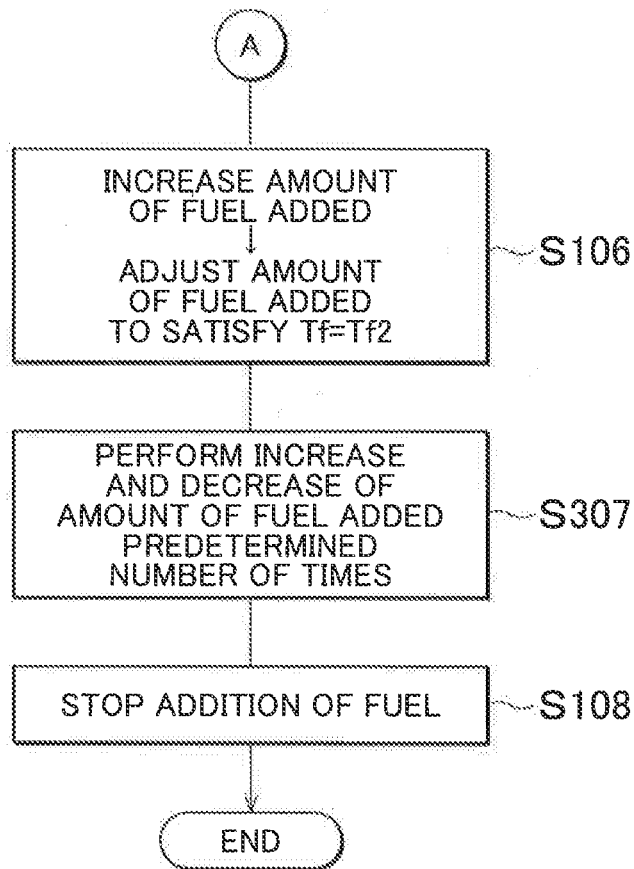 A
INCREASE AMOUNT
OF FUEL ADDED
ADJUST AMOUNT
OF FUEL ADDED
TO SATISFY Tf=Tf2
S106
PERFORM INCREASE
AND DECREASE OF
AMOUNT OF FUEL ADDED
PREDETERMINED
NUMBER OF TIMES
S307
STOP ADDITION OF FUEL
S108
END